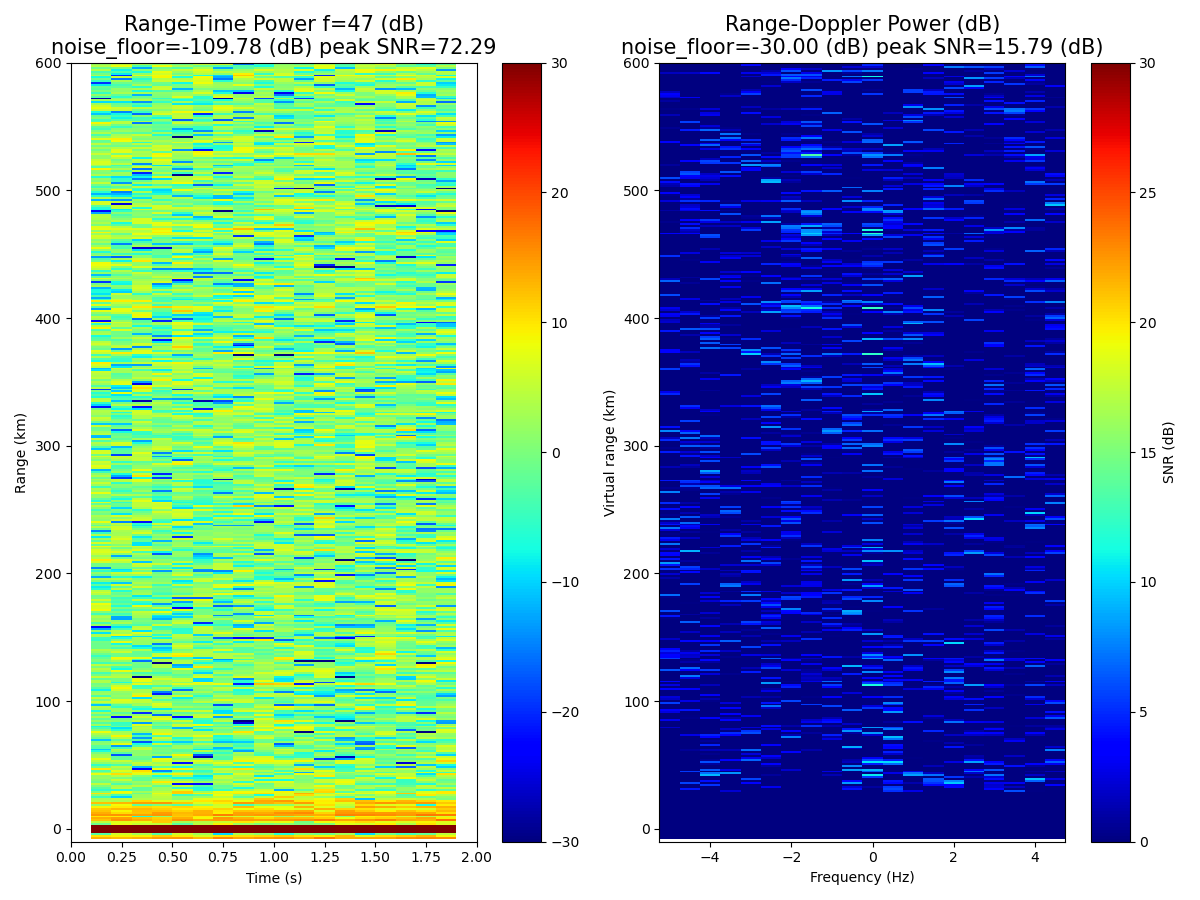 Range-Time Power f=47 (dB)
noise_floor=-109.78 (dB) peak SNR=72.29
600
500
400
300
200
100
0
Range (km)
0.00 0.25 0.50 0.75 1.00 1.25 1.50 1.75 2.00
Time (s)
30
20
10
0
−10
−20
−30
Range-Doppler Power (dB)
noise_floor=-30.00 (dB) peak SNR=15.79 (dB)
600
500
400
300
200
100
0
Virtual range (km)
−4 −2 0 2 4
Frequency (Hz)
30
25
20
15
10
5
0
SNR (dB)